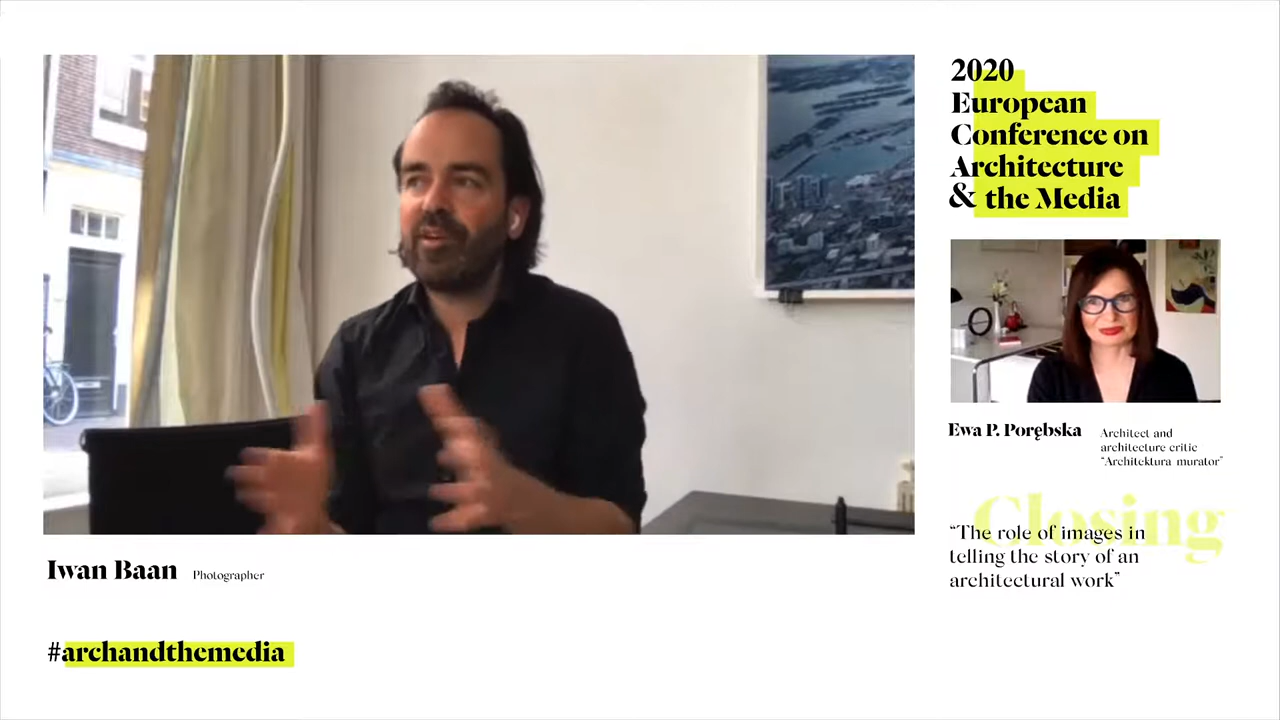 2020
European
Conference on
Architecture
& the Media
Ewa P. Porębska
Architect and
architecture critic
"Architektura-murator"
Closing
“The role of images in
telling the story of an
architectural work”
Iwan Baan Photographer
#archandthemedia